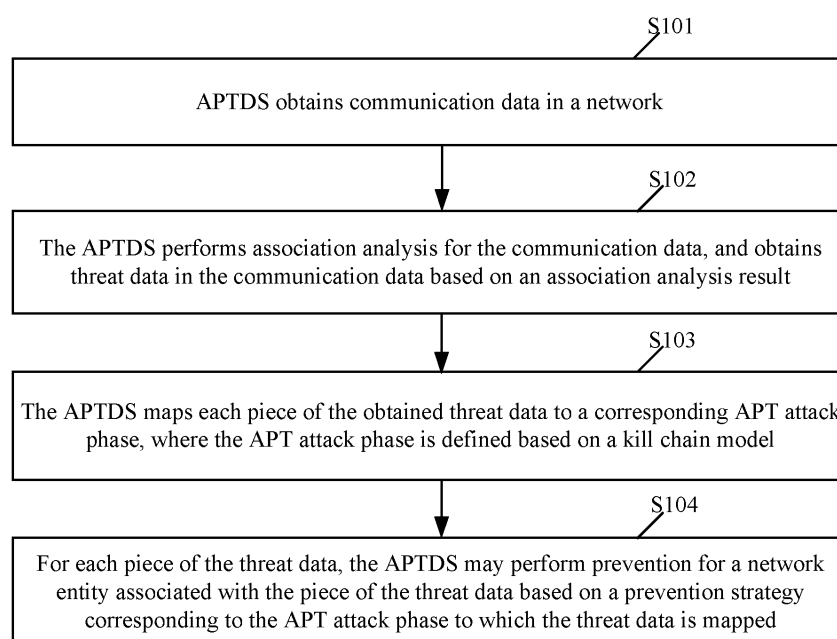 S101
APTDS obtains communication data in a network
S102
The APTDS performs association analysis for the communication data, and obtains
threat data in the communication data based on an association analysis result
S103
The APTDS maps each piece of the obtained threat data to a corresponding APT attack
phase, where the APT attack phase is defined based on a kill chain model
S104
For each piece of the threat data, the APTDS may perform prevention for a network
entity associated with the piece of the threat data based on a prevention strategy
corresponding to the APT attack phase to which the threat data is mapped